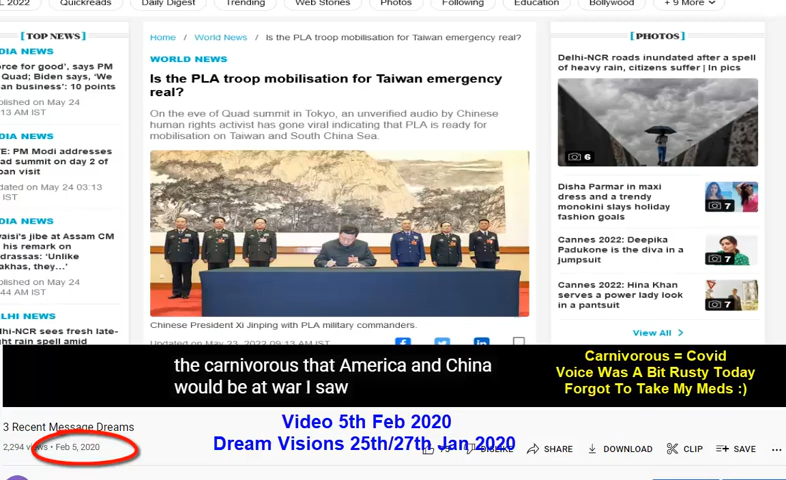 L 2022
Quickreads
Daily Digest
Trending
Web Stories
Photos
Following
Education
Bollywood
+ 9 More
TOP NEWS
DIA NEWS
orce for good', says PM
Quad; Biden says, 'We
an business': 10 points
blished on May 24
13 AM IST
DIA NEWS
E: PM Modi addresses
ad summit on day 2 of
pan visit
dated on May 24 03:13
IST
DIA NEWS
waisi's jibe at Assam CM
his remark on
drassas: 'Unlike
akhas, they...'
44 AM IST
LHI NEWS
lhi-NCR sees fresh late-
ht rain spell amid
Home / World News / Is the PLA troop mobilisation for Taiwan emergency real?
WORLD NEWS
Is the PLA troop mobilisation for Taiwan emergency
real?
On the eve of Quad summit in Tokyo, an unverified audio by Chinese
human rights activist has gone viral indicating that PLA is ready for
mobilisation on Taiwan and South China Sea.
Chinese President Xi Jinping with PLA military commanders.
Updated on May 23, 2022 09:13 AM IST
PHOTOS
Delhi-NCR roads inundated after a spell
of heavy rain, citizens suffer | In pics
6
Disha Parmar in maxi
dress and a trendy
monokini slays holiday
fashion goals
7
Cannes 2022: Deepika
Padukone is the diva in a
jumpsuit
7
Cannes 2022: Hina Khan
serves a power lady look
in a pantsuit
7
View All
the carnivorous that America and China
would be at war I saw
Carnivorous = Covid
Voice Was A Bit Rusty Today
Forgot To Take My Meds :)
3 Recent Message Dreams
2,294 views • Feb 5, 2020
Video 5th Feb 2020
Dream Visions 25th/27th Jan 2020
DISLIKE
SHARE
DOWNLOAD
CLIP
SAVE